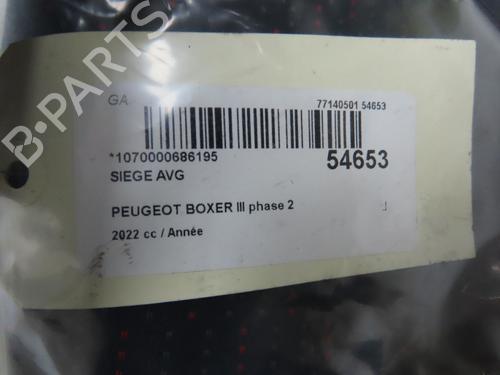 B-PARTS
GA
77140501 54653
*1070000686195
54653
SIEGE AVG
PEUGEOT BOXER III phase 2
2022 cc / Année